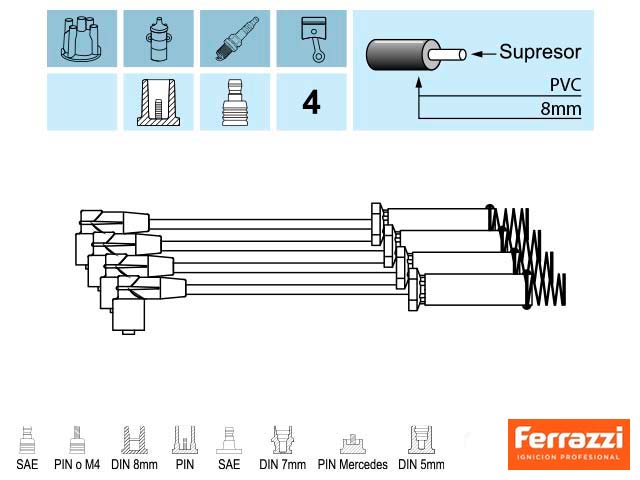 Supresor
PVC
8mm
4
SAE PIN o M4 DIN 8mm PIN SAE DIN 7mm PIN Mercedes DIN 5mm
Ferrazzi
IGNICION PROFESIONAL